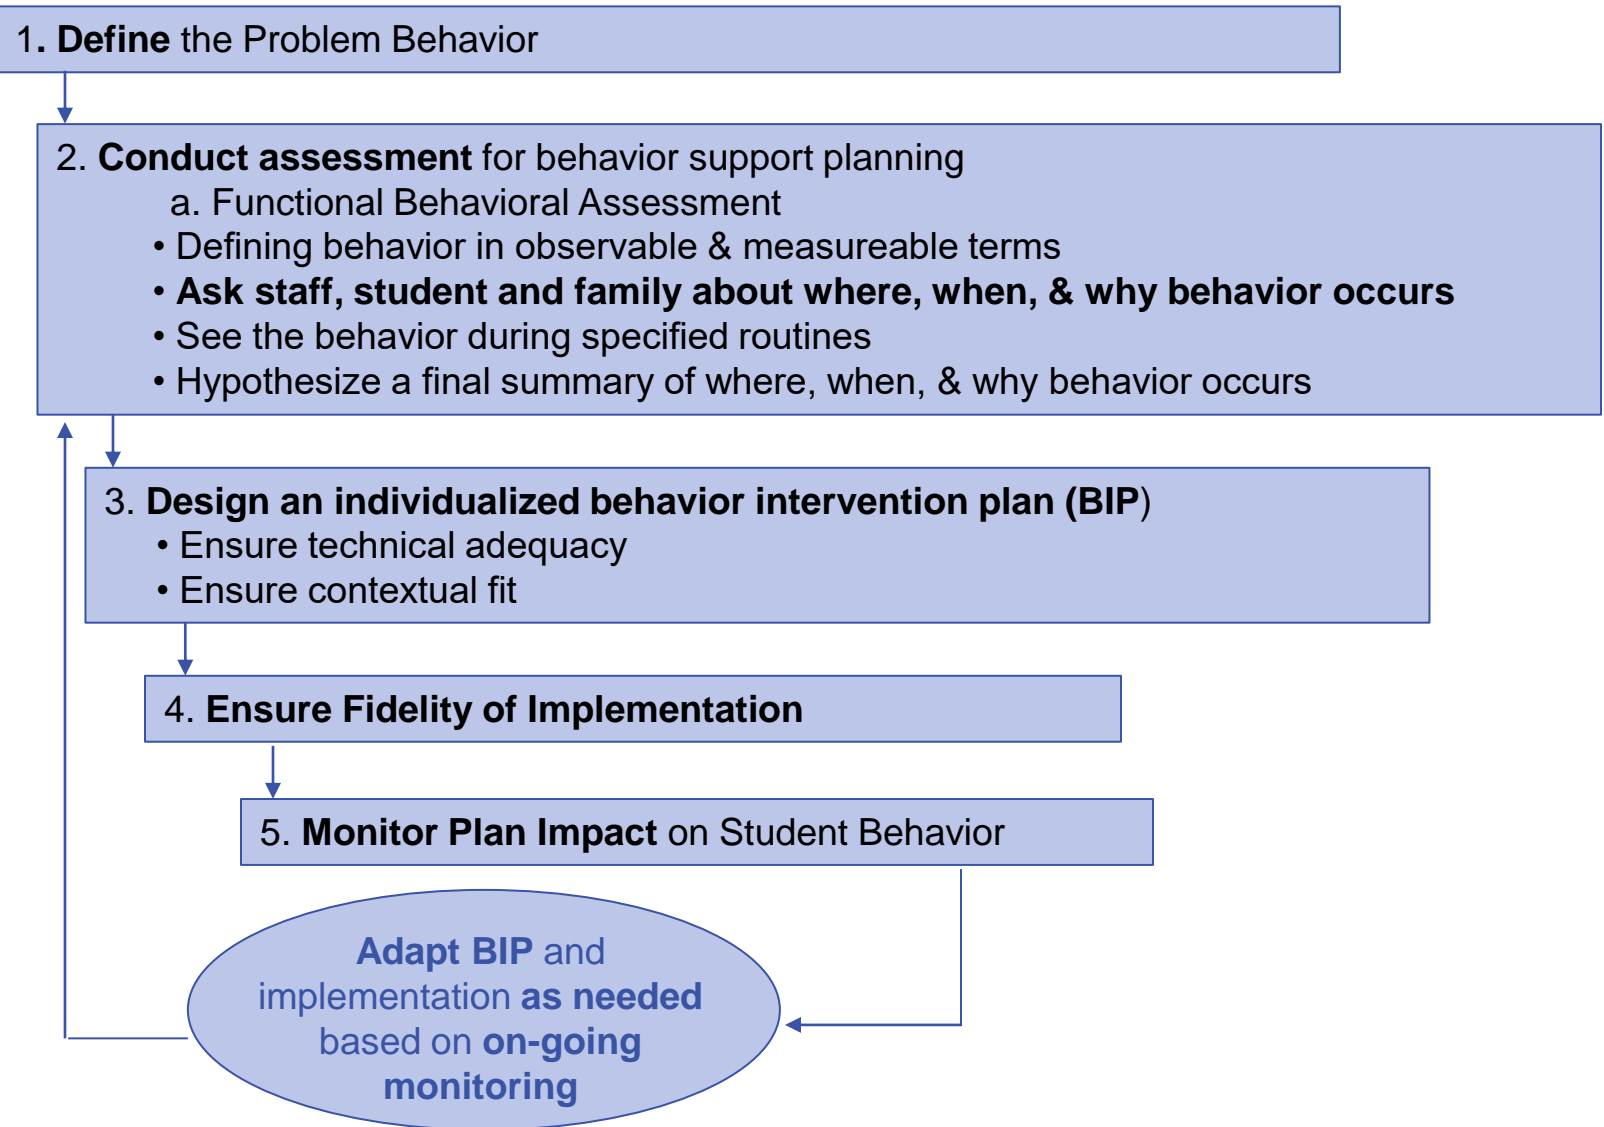 1. Define the Problem Behavior
2. Conduct assessment for behavior support planning
a. Functional Behavioral Assessment
• Defining behavior in observable & measureable terms
• Ask staff, student and family about where, when, & why behavior occurs
• See the behavior during specified routines
• Hypothesize a final summary of where, when, & why behavior occurs
3. Design an individualized behavior intervention plan (BIP)
• Ensure technical adequacy
• Ensure contextual fit
4. Ensure Fidelity of Implementation
5. Monitor Plan Impact on Student Behavior
Adapt BIP and
implementation as needed
based on on-going
monitoring